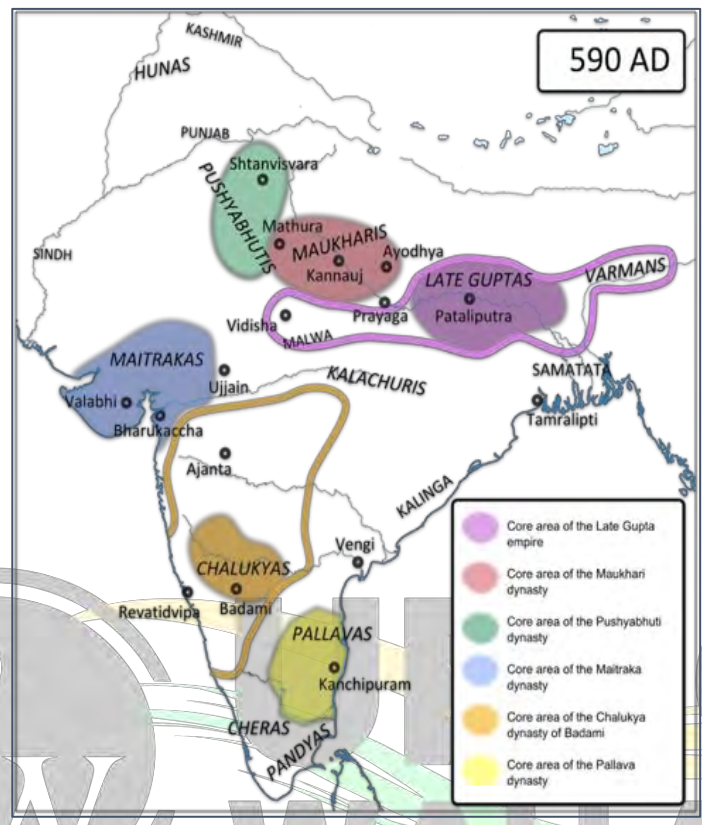 590 AD
KASHMIR
HUNAS
PUNJAB
Shtanvisvara
PUSHYABHUTIS
Mathura
MAUKHARIS
Ayodhya
Kannauj
SINDH
VARMANS
LATE GUPTAS
Prayaga
Pataliputra
Vidisha
MALWA
MAITRAKAS
Ujjain
KALACHURIS
SAMATATA
Valabhi
Bharukaccha
Tamralipti
Ajanta
KALINGA
Vengi
CHALUKYAS
Badami
Revatidvipa
PALLAVAS
Kanchipuram
CHERAS
PANDYAS
Core area of the Late Gupta
empire
Core area of the Maukhari
dynasty
Core area of the Pushyabhuti
dynasty
Core area of the Maitraka
dynasty
Core area of the Chalukya
dynasty of Badami
Core area of the Pallava
dynasty